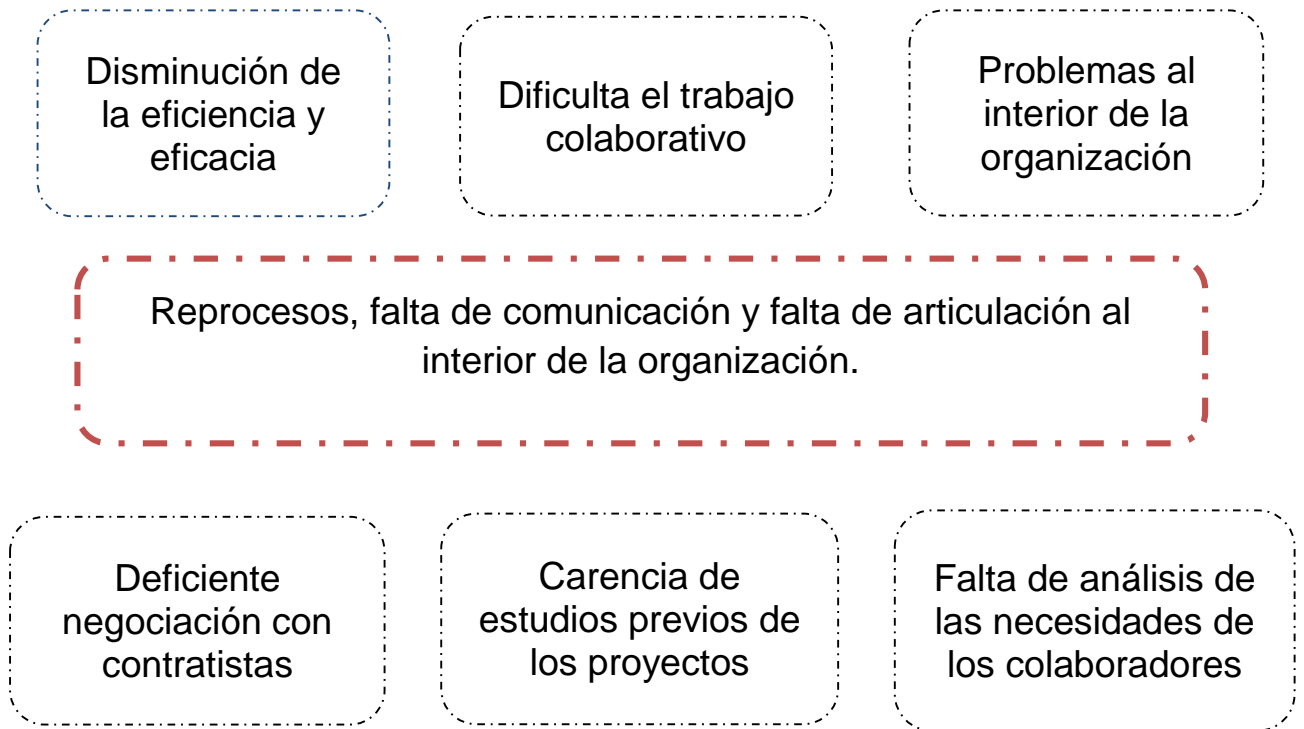 Disminución de
la eficiencia y
eficacia
Dificulta el trabajo
colaborativo
Problemas al
interior de la
organización
Reprocesos, falta de comunicación y falta de articulación al
interior de la organización.
Deficiente
negociación con
contratistas
Carencia de
estudios previos de
los proyectos
Falta de análisis de
las necesidades de
los colaboradores